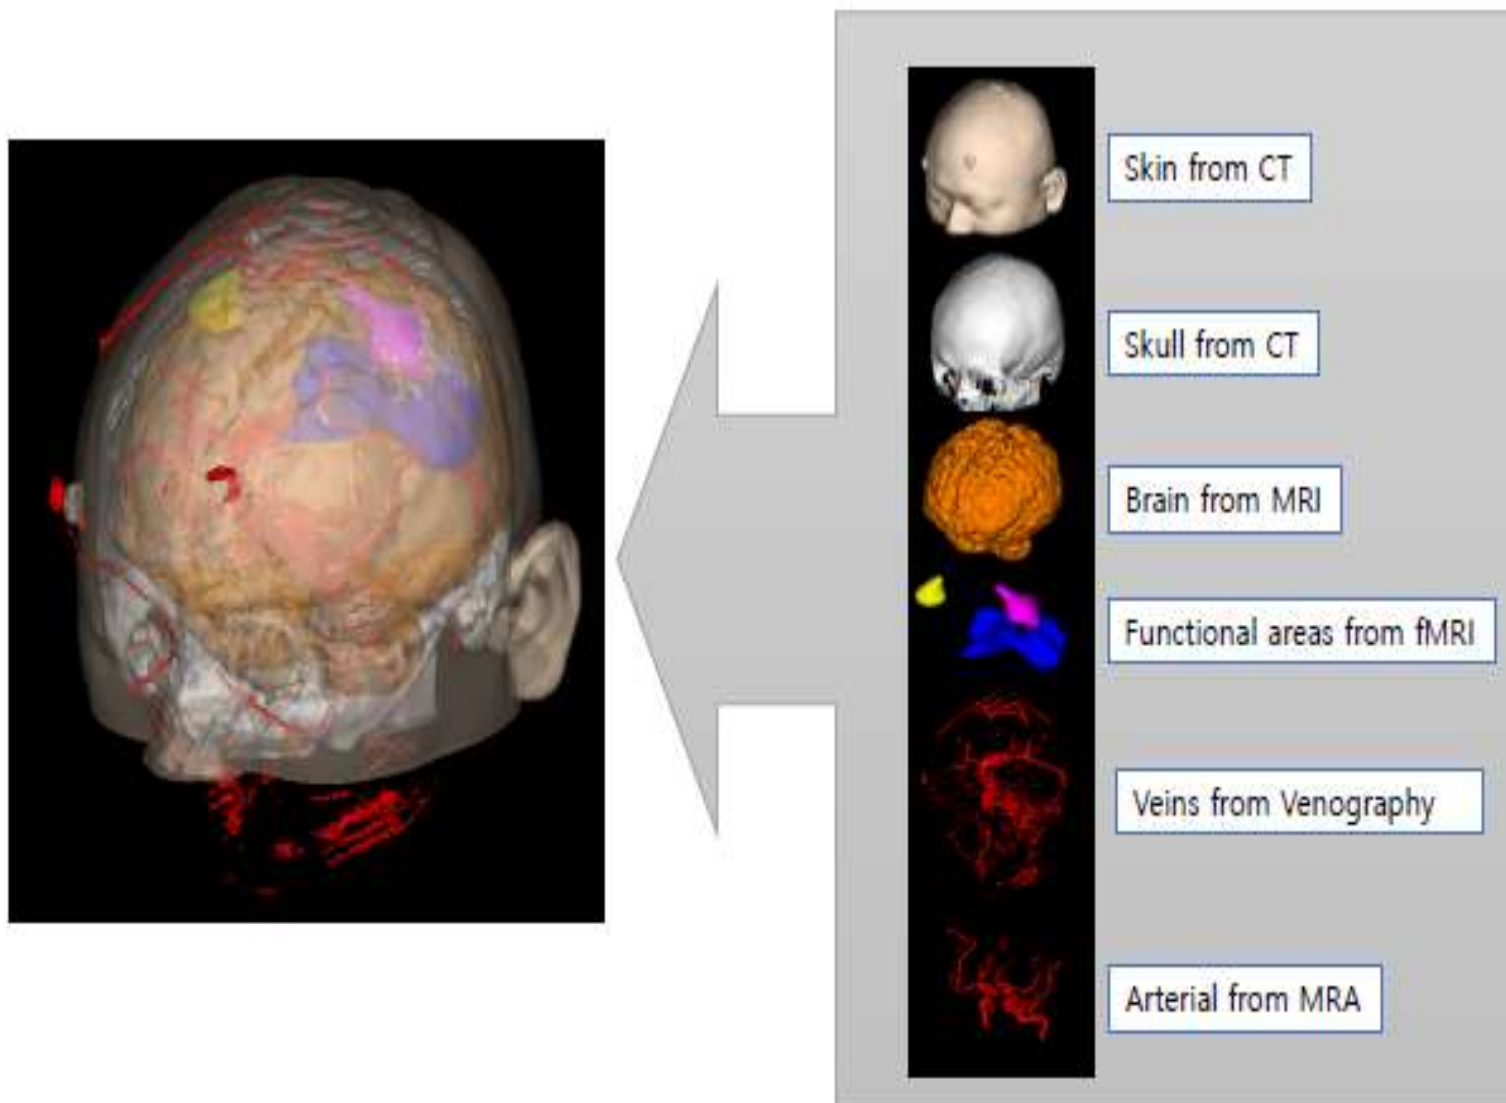 Skin from CT
Skull from CT
Brain from MRI
Functional areas from fMRI
Veins from Venography
Arterial from MRA